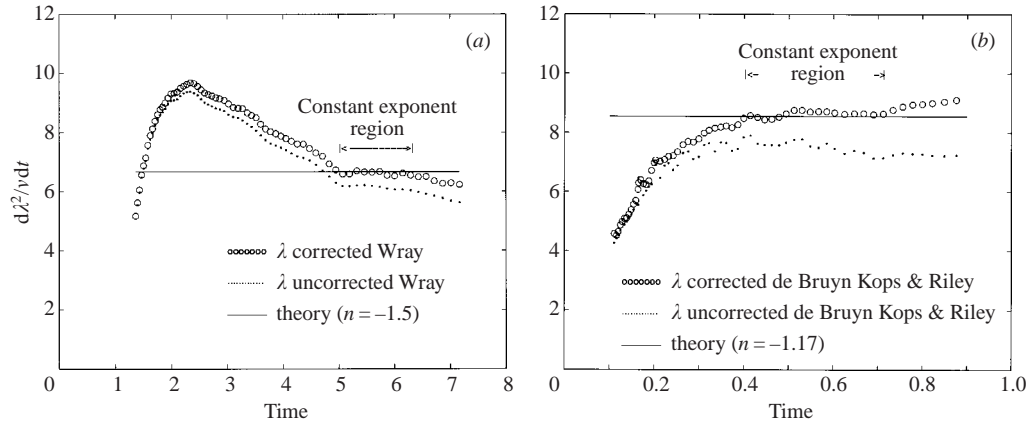 12
10
8
6
4
2
0
1
2
3
4
5
6
7
8
Time
dλ²/νdt
(a)
Constant exponent
region
λ corrected Wray
λ uncorrected Wray
theory (n = –1.5)
12
10
8
6
4
2
0
0.2
0.4
0.6
0.8
1.0
Time
(b)
Constant exponent
region
λ corrected de Bruyn Kops & Riley
λ uncorrected de Bruyn Kops & Riley
theory (n = –1.17)